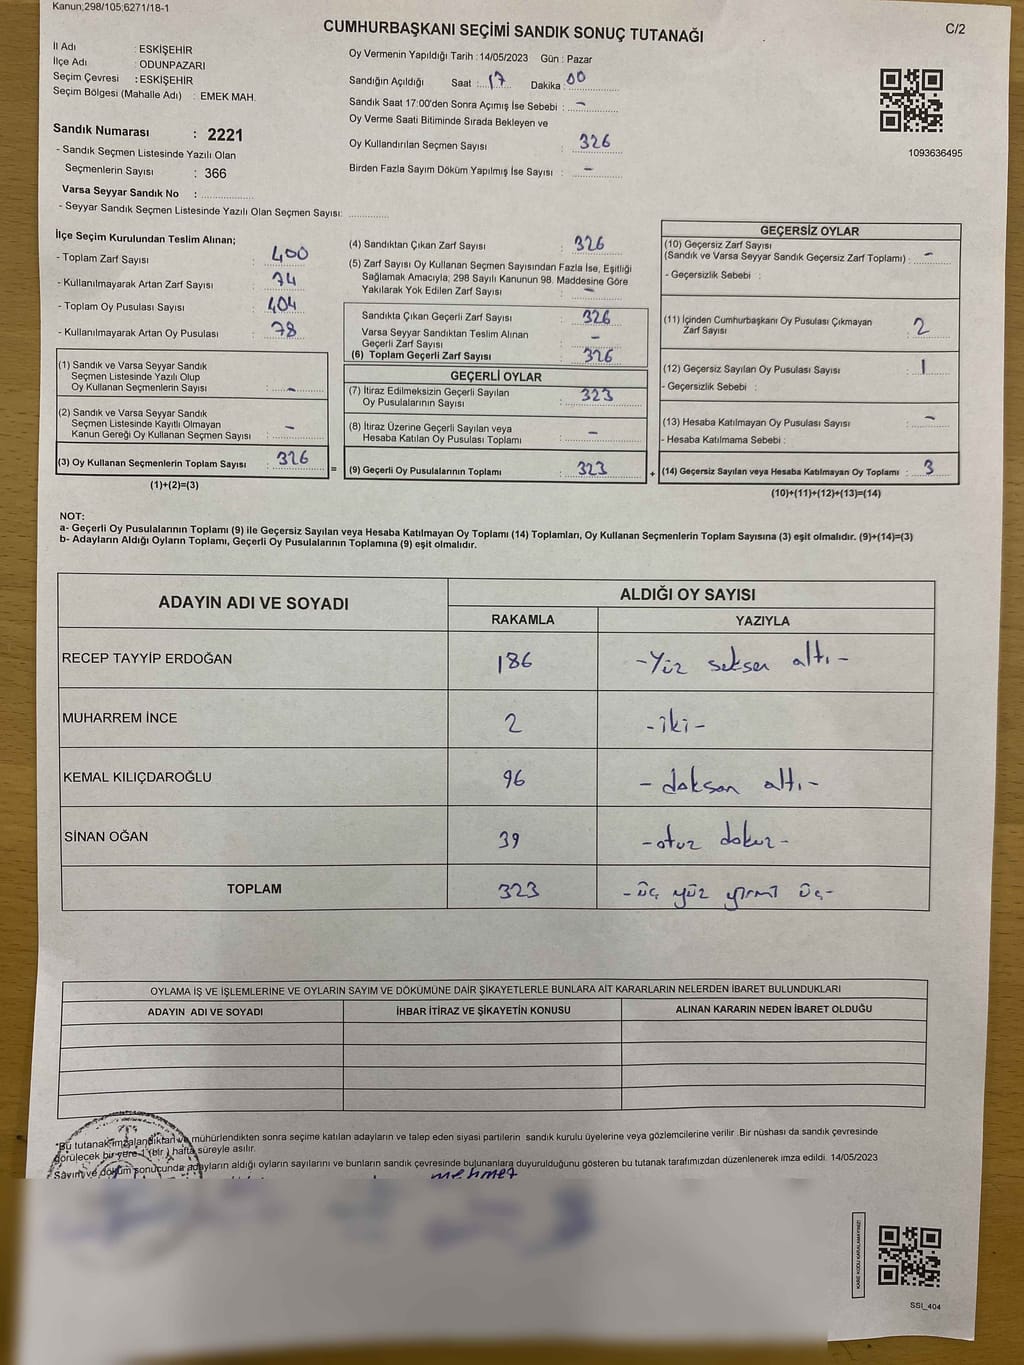 Kanun;298/105;6271/18-1
CUMHURBAŞKANI SEÇİMİ SANDIK SONUÇ TUTANAĞI
C/2
İl Adı : ESKİŞEHİR
İlçe Adı : ODUNPAZARI
Seçim Çevresi : ESKİŞEHİR
Seçim Bölgesi (Mahalle Adı) : EMEK MAH.
Sandık Numarası : 2221
- Sandık Seçmen Listesinde Yazılı Olan
Seçmenlerin Sayısı : 366
Varsa Seyyar Sandık No :
- Seyyar Sandık Seçmen Listesinde Yazılı Olan Seçmen Sayısı:
Oy Vermenin Yapıldığı Tarih : 14/05/2023 Gün : Pazar
Sandığın Açıldığı Saat : 17 Dakika : 00
Sandık Saat 17:00'den Sonra Açımış İse Sebebi : -
Oy Verme Saati Bitiminde Sırada Bekleyen ve
Oy Kullandırılan Seçmen Sayısı : 326
Birden Fazla Sayım Döküm Yapılmış İse Sayısı : -
1093636495
İlçe Seçim Kurulundan Teslim Alınan;
- Toplam Zarf Sayısı : 400
- Kullanılmayarak Artan Zarf Sayısı : 74
- Toplam Oy Pusulası Sayısı : 404
- Kullanılmayarak Artan Oy Pusulası : 78
(1) Sandık ve Varsa Seyyar Sandık
Seçmen Listesinde Yazılı Olup
Oy Kullanan Seçmenlerin Sayısı : -
(2) Sandık ve Varsa Seyyar Sandık
Seçmen Listesinde Kayıtlı Olmayan
Kanun Gereği Oy Kullanan Seçmen Sayısı : -
(3) Oy Kullanan Seçmenlerin Toplam Sayısı : 326
(1)+(2)=(3)
=
(4) Sandıktan Çıkan Zarf Sayısı : 326
(5) Zarf Sayısı Oy Kullanan Seçmen Sayısından Fazla İse, Eşitliği
Sağlamak Amacıyla; 298 Sayılı Kanunun 98. Maddesine Göre
Yakılarak Yok Edilen Zarf Sayısı : -
Sandıkta Çıkan Geçerli Zarf Sayısı : 326
Varsa Seyyar Sandıktan Teslim Alınan
Geçerli Zarf Sayısı : -
(6) Toplam Geçerli Zarf Sayısı : 326
GEÇERLİ OYLAR
(7) İtiraz Edilmeksizin Geçerli Sayılan
Oy Pusulalarının Sayısı : 323
(8) İtiraz Üzerine Geçerli Sayılan veya
Hesaba Katılan Oy Pusulası Toplamı : -
(9) Geçerli Oy Pusulalarının Toplamı : 323
+
GEÇERSİZ OYLAR
(10) Geçersiz Zarf Sayısı
(Sandık ve Varsa Seyyar Sandık Geçersiz Zarf Toplamı) : -
- Geçersizlik Sebebi :
(11) İçinden Cumhurbaşkanı Oy Pusulası Çıkmayan
Zarf Sayısı : 2
(12) Geçersiz Sayılan Oy Pusulası Sayısı : 1
- Geçersizlik Sebebi :
(13) Hesaba Katılmayan Oy Pusulası Sayısı : -
- Hesaba Katılmama Sebebi :
(14) Geçersiz Sayılan veya Hesaba Katılmayan Oy Toplamı : 3
(10)+(11)+(12)+(13)=(14)
NOT:
a- Geçerli Oy Pusulalarının Toplamı (9) ile Geçersiz Sayılan veya Hesaba Katılmayan Oy Toplamı (14) Toplamları, Oy Kullanan Seçmenlerin Toplam Sayısına (3) eşit olmalıdır. (9)+(14)=(3)
b- Adayların Aldığı Oyların Toplamı, Geçerli Oy Pusulalarının Toplamına (9) eşit olmalıdır.
ADAYIN ADI VE SOYADI ALDIĞI OY SAYISI
RAKAMLA YAZIYLA
RECEP TAYYİP ERDOĞAN 186 -Yüz seksen altı-
MUHARREM İNCE 2 -iki-
KEMAL KILIÇDAROĞLU 96 -doksan altı-
SİNAN OĞAN 39 -otuz dokuz-
TOPLAM 323 -üç yüz yirmi üç-
OYLAMA İŞ VE İŞLEMLERİNE VE OYLARIN SAYIM VE DÖKÜMÜNE DAİR ŞİKAYETLERLE BUNLARA AİT KARARLARIN NELERDEN İBARET BULUNDUKLARI
ADAYIN ADI VE SOYADI İHBAR İTİRAZ VE ŞİKAYETİN KONUSU ALINAN KARARIN NEDEN İBARET OLDUĞU
*Bu tutanak imzalandıktan ve mühürlendikten sonra seçime katılan adayların ve talep eden siyasi partilerin sandık kurulu üyelerine veya gözlemcilerine verilir .Bir nüshası da sandık çevresinde
görülecek bir yere 1 (bir ) hafta süreyle asılır.
Sayım ve döküm sonucunda adayların aldığı oyların sayılarını ve bunların sandık çevresinde bulunanlara duyurulduğunu gösteren bu tutanak tarafımızdan düzenlenerek imza edildi. 14/05/2023
mehmet
KARE KODU KARALAMAYINIZ!
SSI_404